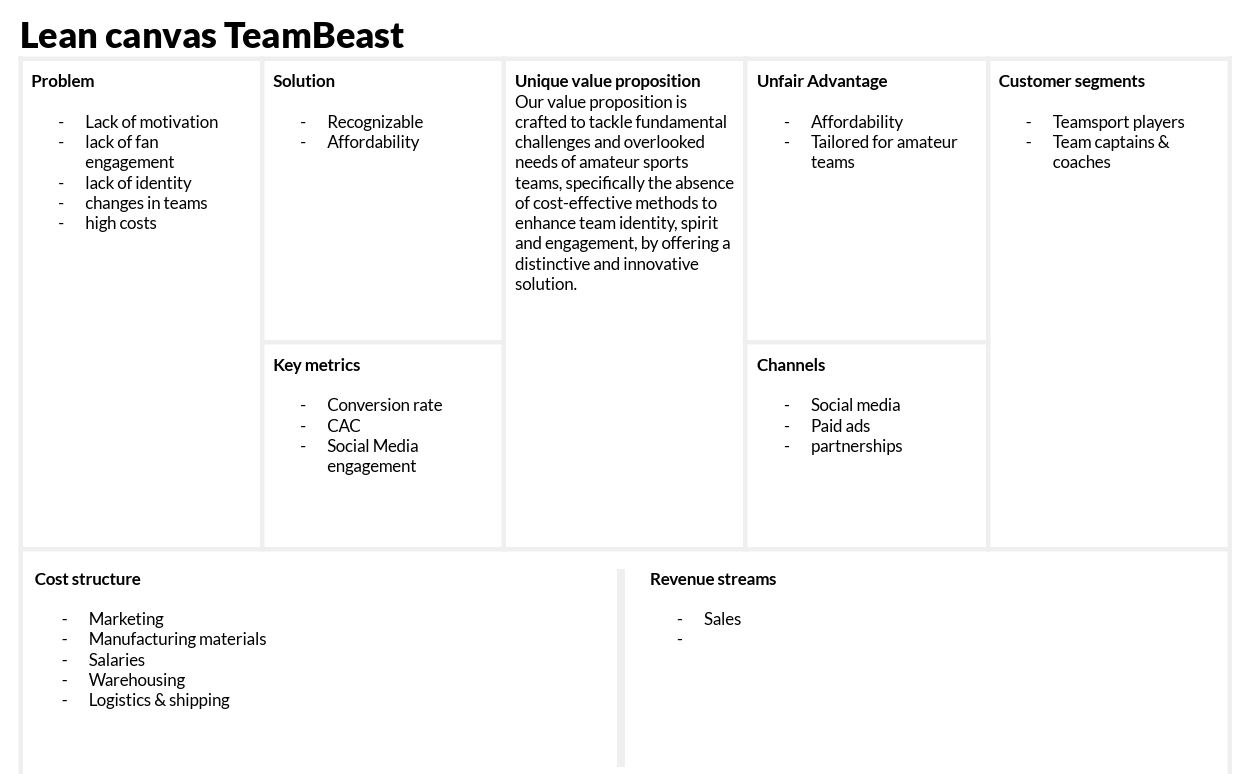 Lean canvas TeamBeast
Problem
- Lack of motivation
- lack of fan
engagement
- lack of identity
- changes in teams
- high costs
Solution
- Recognizable
- Affordability
Key metrics
- Conversion rate
- CAC
- Social Media
engagement
Unique value proposition
Our value proposition is
crafted to tackle fundamental
challenges and overlooked
needs of amateur sports
teams, specifically the absence
of cost-effective methods to
enhance team identity, spirit
and engagement, by offering a
distinctive and innovative
solution.
Unfair Advantage
- Affordability
- Tailored for amateur
teams
Channels
- Social media
- Paid ads
- partnerships
Customer segments
- Teamsport players
- Team captains &
coaches
Cost structure
- Marketing
- Manufacturing materials
- Salaries
- Warehousing
- Logistics & shipping
Revenue streams
- Sales
-